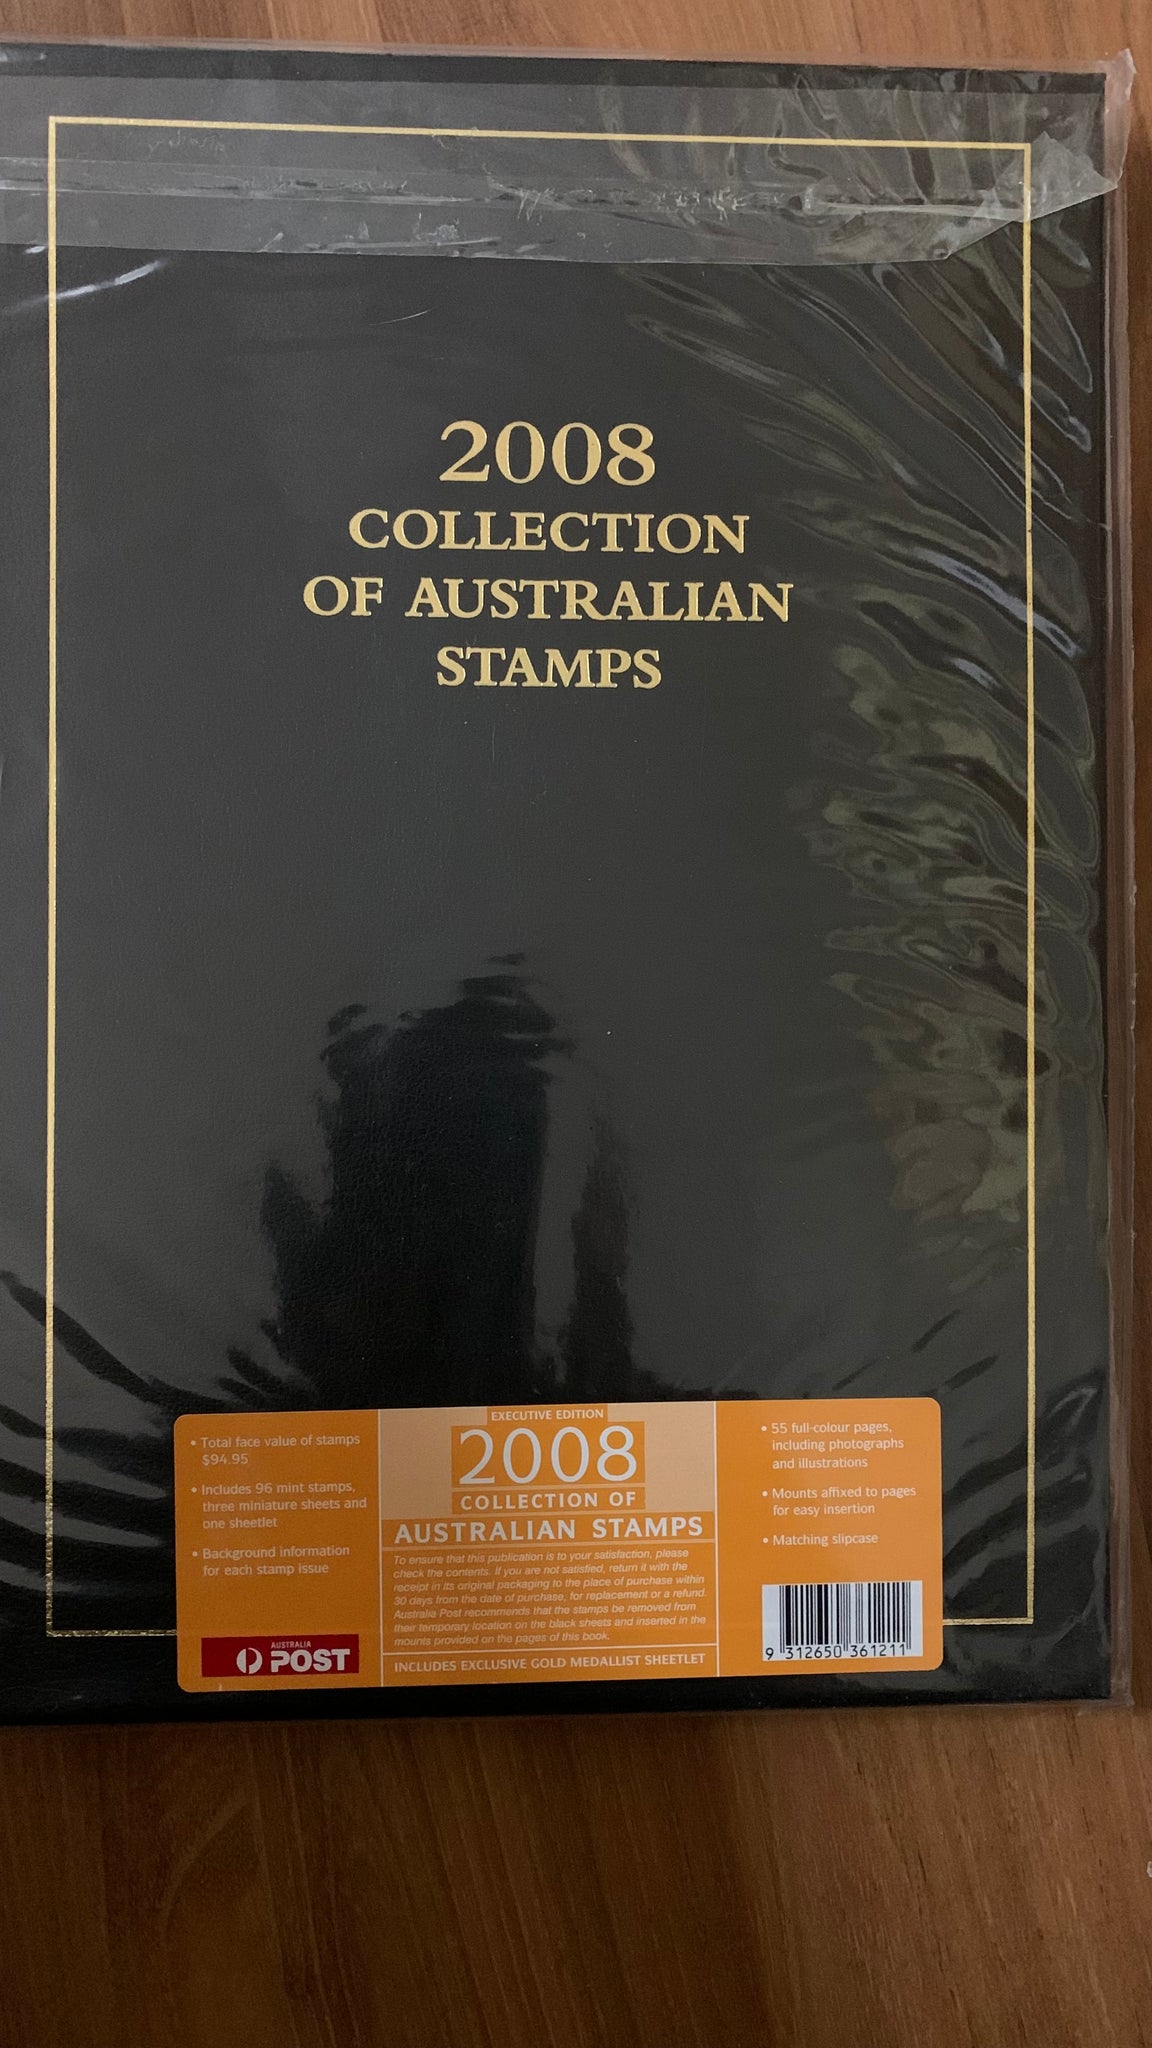 2008
COLLECTION
OF AUSTRALIAN
STAMPS
• Total face value of stamps
$94.95
• Includes 96 mint stamps,
three miniature sheets and
one sheetlet
• Background information
for each stamp issue
AUSTRALIA
POST
EXECUTIVE EDITION
2008
COLLECTION OF
AUSTRALIAN STAMPS
To ensure that this publication is to your satisfaction, please
check the contents. If you are not satisfied, return it with the
receipt in its original packaging to the place of purchase within
30 days from the date of purchase, for replacement or a refund.
Australia Post recommends that the stamps be removed from
their temporary location on the black sheets and inserted in the
mounts provided on the pages of this book.
INCLUDES EXCLUSIVE GOLD MEDALLIST SHEETLET
• 55 full-colour pages,
including photographs
and illustrations
• Mounts affixed to pages
for easy insertion
• Matching slipcase
9 312650 361211